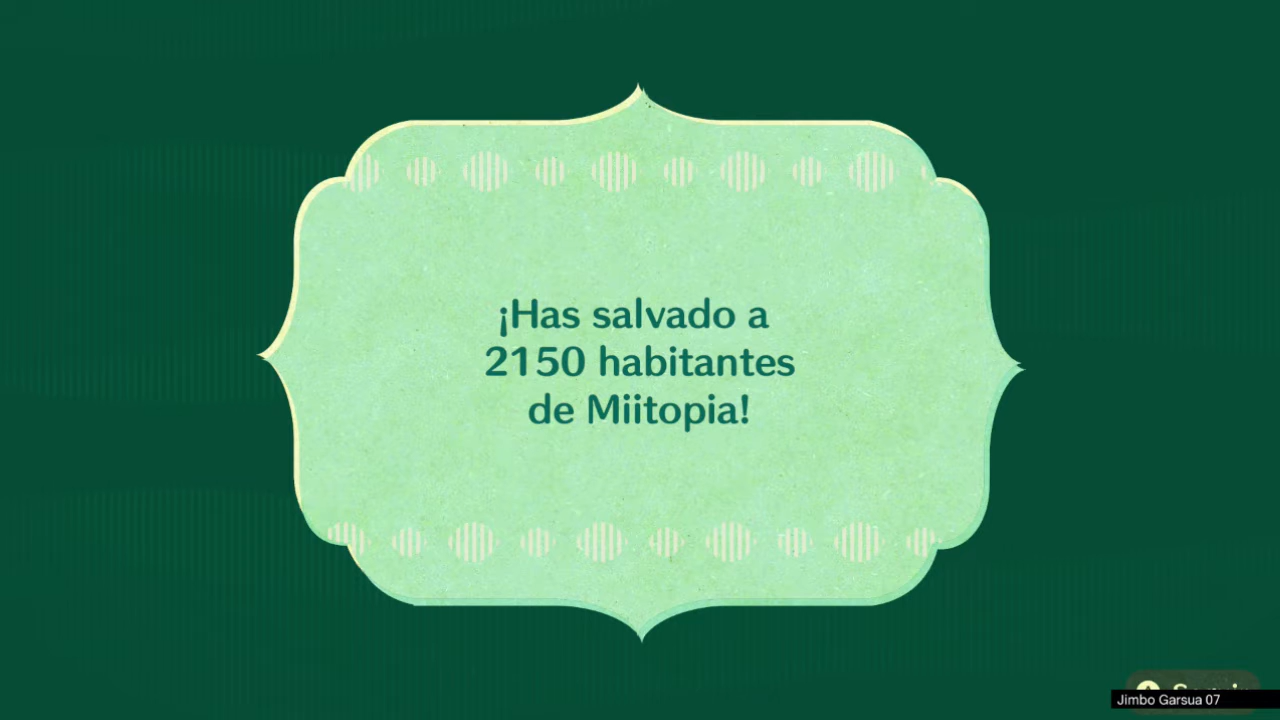 ¡Has salvado a
2150 habitantes
de Miitopia!
Jimbo Garsua 07